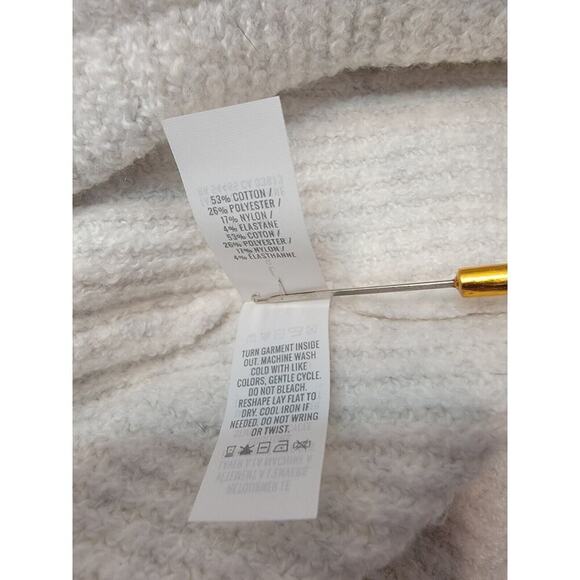 53% COTTON /
26% POLYESTER /
17% NYLON /
4% ELASTANE
53% COTON /
26% POLYESTER /
17% NYLON /
4% ÉLASTHANNE
TURN GARMENT INSIDE
OUT. MACHINE WASH
COLD WITH LIKE
COLORS, GENTLE CYCLE.
DO NOT BLEACH.
RESHAPE LAY FLAT TO
DRY. COOL IRON IF
NEEDED. DO NOT WRING
OR TWIST.